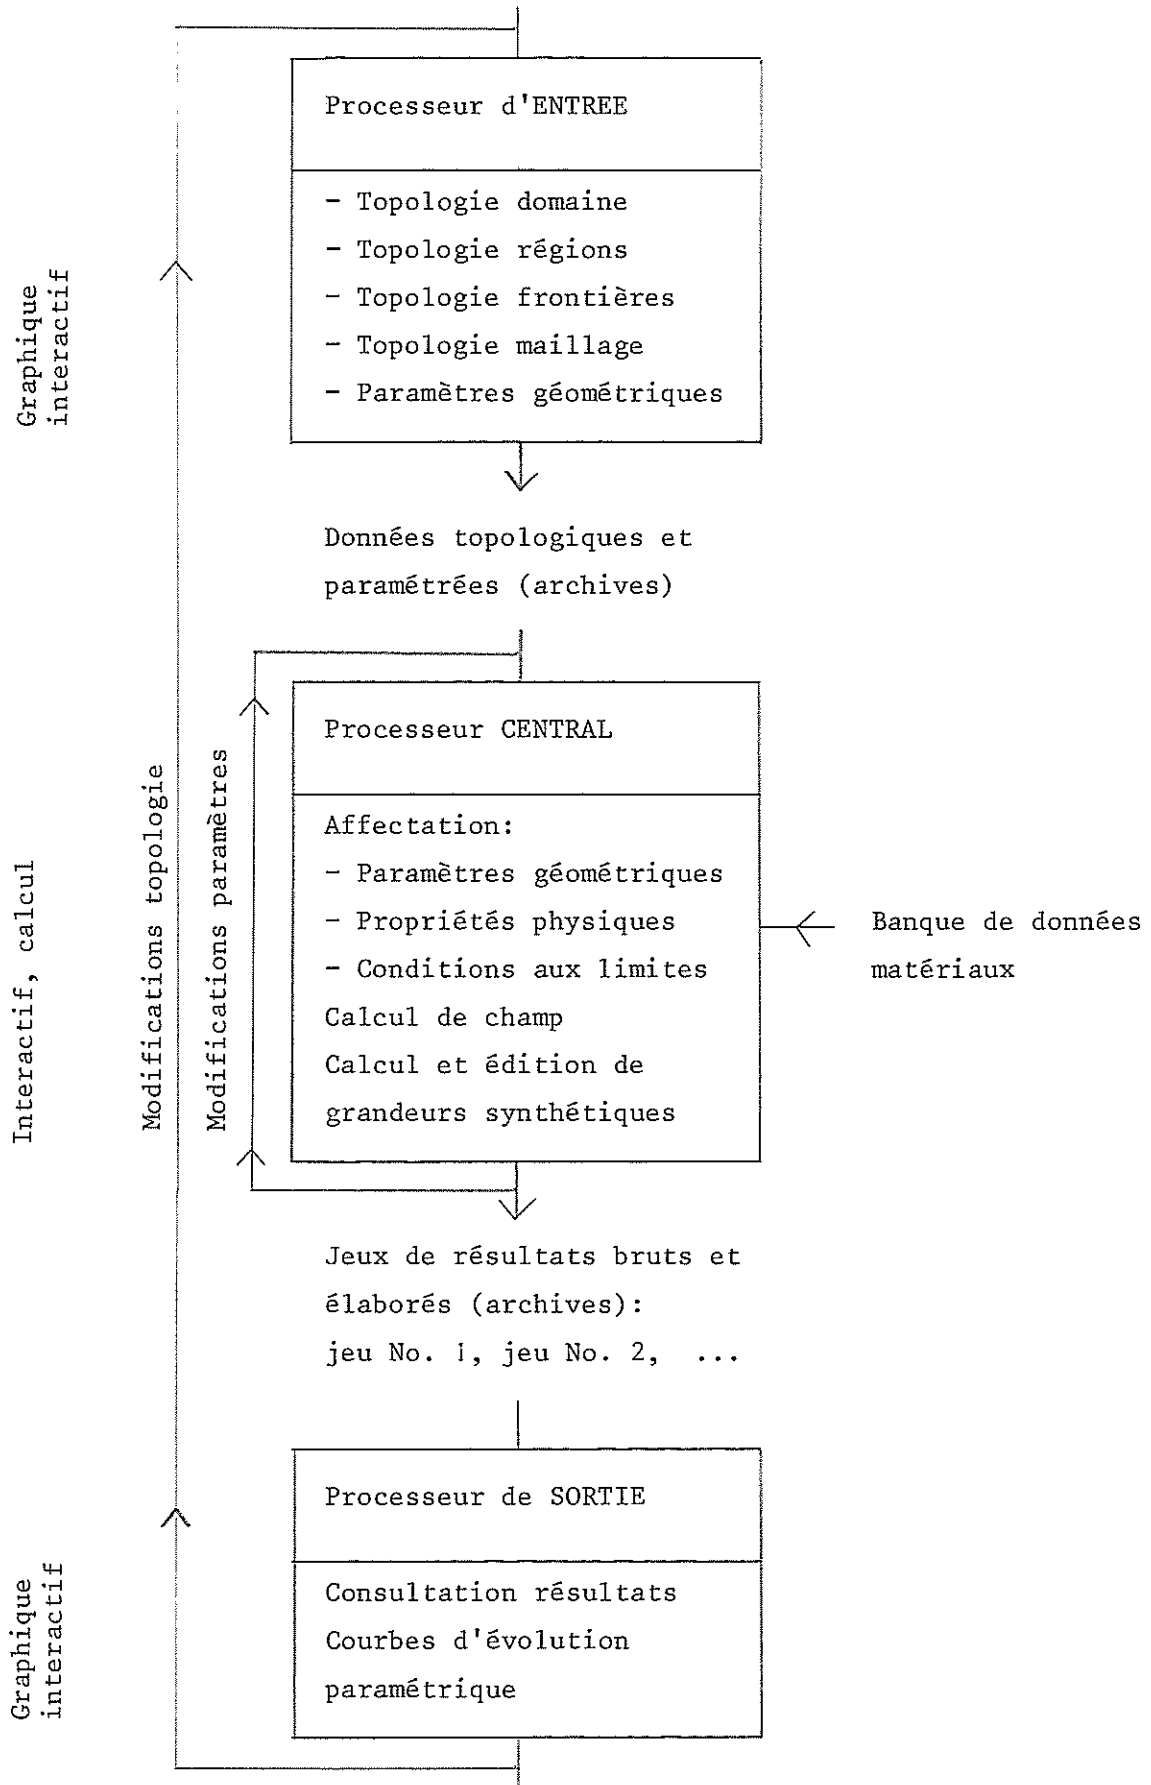 Processeur d'ENTREE
- Topologie domaine
- Topologie régions
- Topologie frontières
- Topologie maillage
- Paramètres géométriques
Graphique
interactif
Données topologiques et
paramétrées (archives)
Processeur CENTRAL
Affectation:
- Paramètres géométriques
- Propriétés physiques
- Conditions aux limites
Calcul de champ
Calcul et édition de
grandeurs synthétiques
Banque de données
matériaux
Interactif, calcul
Modifications topologie
Modifications paramètres
Jeux de résultats bruts et
élaborés (archives):
jeu No. 1, jeu No. 2, ...
Processeur de SORTIE
Consultation résultats
Courbes d'évolution
paramétrique
Graphique
interactif